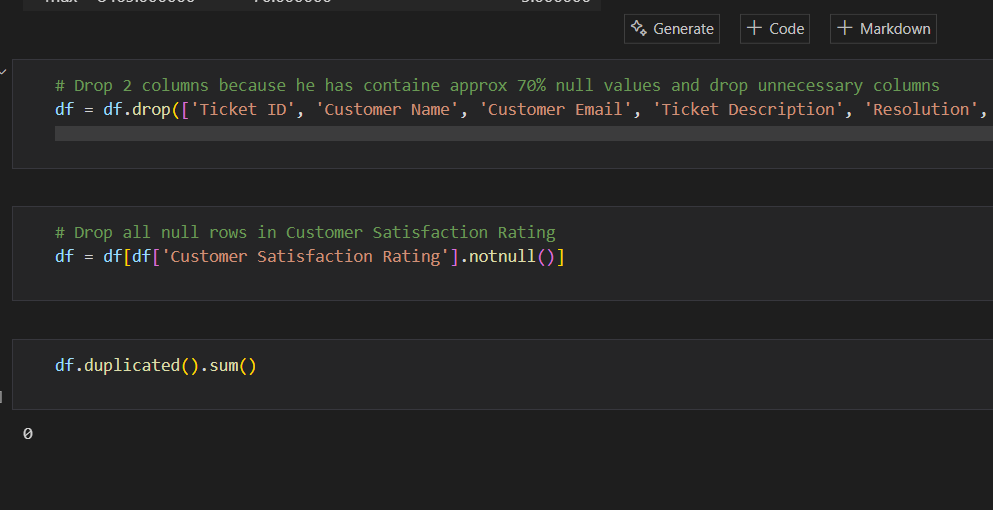 Generate + Code + Markdown
# Drop 2 columns because he has containe approx 70% null values and drop unnecessary columns
df = df.drop(['Ticket ID', 'Customer Name', 'Customer Email', 'Ticket Description', 'Resolution',
# Drop all null rows in Customer Satisfaction Rating
df = df[df['Customer Satisfaction Rating'].notnull()]
df.duplicated().sum()
0